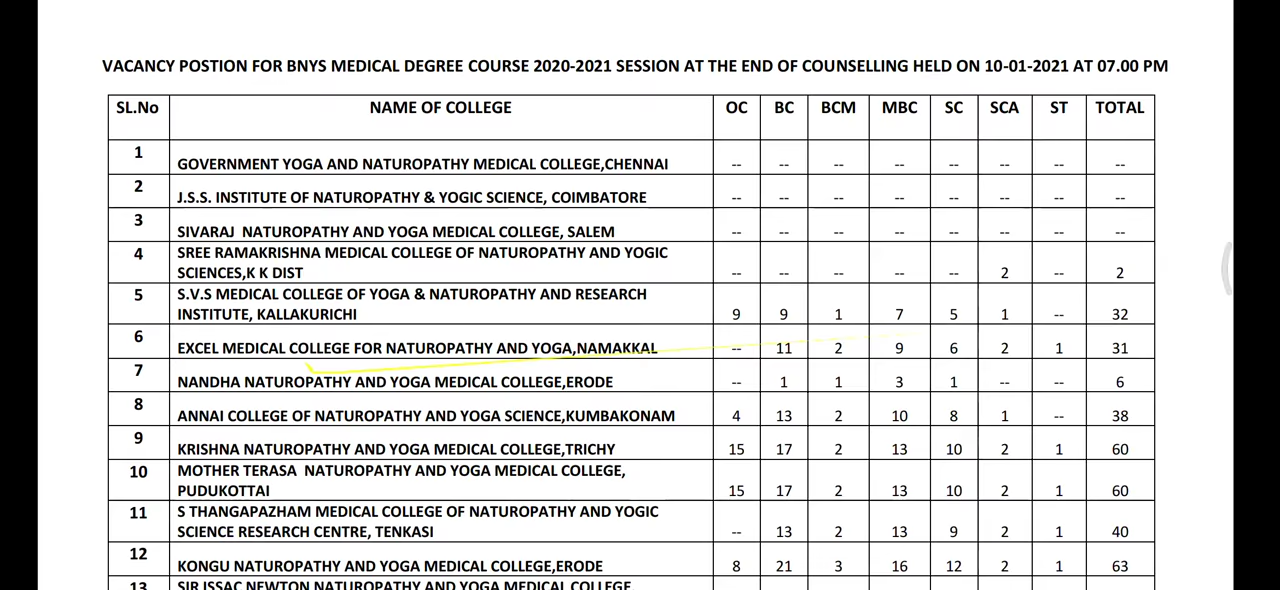 VACANCY POSTION FOR BNYS MEDICAL DEGREE COURSE 2020-2021 SESSION AT THE END OF COUNSELLING HELD ON 10-01-2021 AT 07.00 PM
SL.No NAME OF COLLEGE OC BC BCM MBC SC SCA ST TOTAL
1 GOVERNMENT YOGA AND NATUROPATHY MEDICAL COLLEGE,CHENNAI -- -- -- -- -- -- -- --
2 J.S.S. INSTITUTE OF NATUROPATHY & YOGIC SCIENCE, COIMBATORE -- -- -- -- -- -- -- --
3 SIVARAJ NATUROPATHY AND YOGA MEDICAL COLLEGE, SALEM -- -- -- -- -- -- -- --
4 SREE RAMAKRISHNA MEDICAL COLLEGE OF NATUROPATHY AND YOGIC
SCIENCES,K K DIST -- -- -- -- -- 2 -- 2
5 S.V.S MEDICAL COLLEGE OF YOGA & NATUROPATHY AND RESEARCH
INSTITUTE, KALLAKURICHI 9 9 1 7 5 1 -- 32
6 EXCEL MEDICAL COLLEGE FOR NATUROPATHY AND YOGA,NAMAKKAL -- 11 2 9 6 2 1 31
7 NANDHA NATUROPATHY AND YOGA MEDICAL COLLEGE,ERODE -- 1 1 3 1 -- -- 6
8 ANNAI COLLEGE OF NATUROPATHY AND YOGA SCIENCE,KUMBAKONAM 4 13 2 10 8 1 -- 38
9 KRISHNA NATUROPATHY AND YOGA MEDICAL COLLEGE,TRICHY 15 17 2 13 10 2 1 60
10 MOTHER TERASA NATUROPATHY AND YOGA MEDICAL COLLEGE,
PUDUKOTTAI 15 17 2 13 10 2 1 60
11 S THANGAPAZHAM MEDICAL COLLEGE OF NATUROPATHY AND YOGIC
SCIENCE RESEARCH CENTRE, TENKASI -- 13 2 13 9 2 1 40
12 KONGU NATUROPATHY AND YOGA MEDICAL COLLEGE,ERODE 8 21 3 16 12 2 1 63
13 SIR ISSAC NEWTON NATUROPATHY AND YOGA MEDICAL COLLEGE,